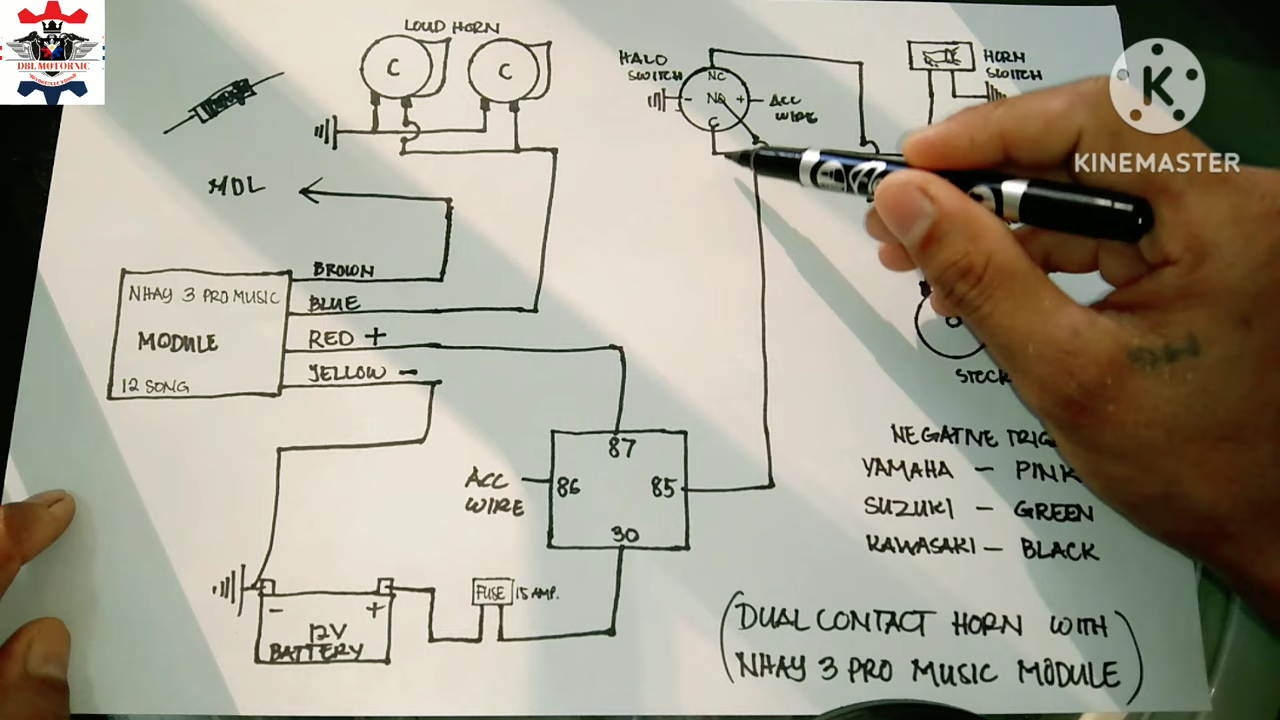 DBL MOTORNIC
LOUD HORN
C
C
HALO
SWITCH
NC
NO
C
-
+
ACC
WIRE
HORN
SWITCH
K
KINEMASTER
MDL
BROWN
NHAY 3 PRO MUSIC
MODULE
12 SONG
BLUE
RED +
YELLOW -
87
86
85
30
ACC
WIRE
STOCK
NEGATIVE
YAMAHA - PINK
SUZUKI - GREEN
KAWASAKI - BLACK
FUSE
15 AMP.
- +
12V
BATTERY
(DUAL CONTACT HORN WITH
NHAY 3 PRO MUSIC MODULE)